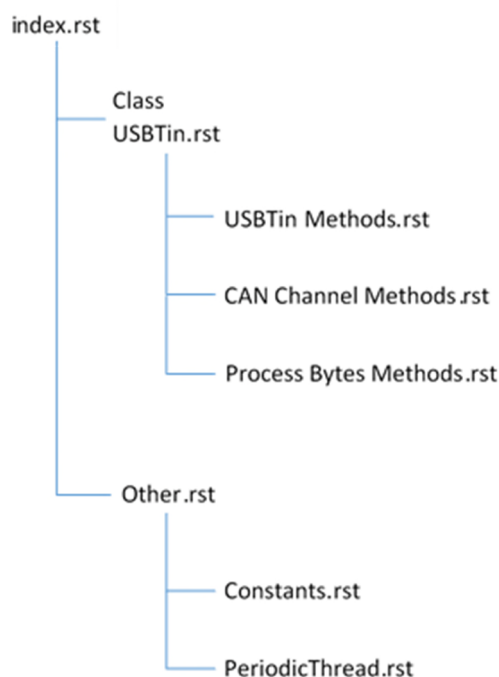 index.rst
Class
USBTin.rst
USBTin Methods.rst
CAN Channel Methods.rst
Process Bytes Methods.rst
Other.rst
Constants.rst
PeriodicThread.rst